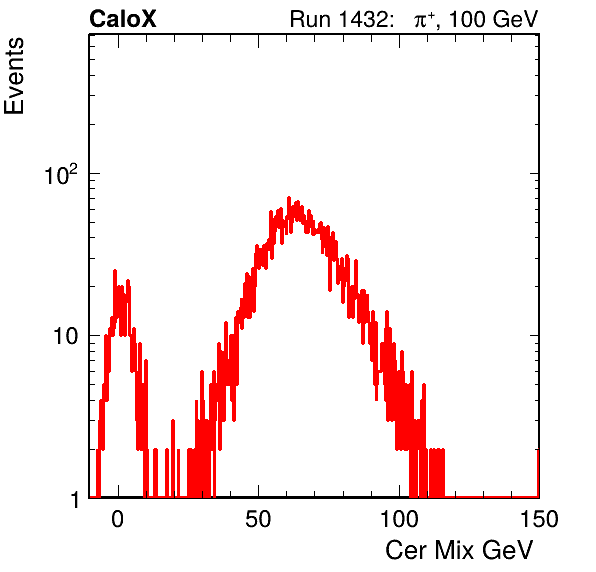 CaloX Run 1432: π⁺, 100 GeV
Events
10²
10
1
0 50 100 150
Cer Mix GeV